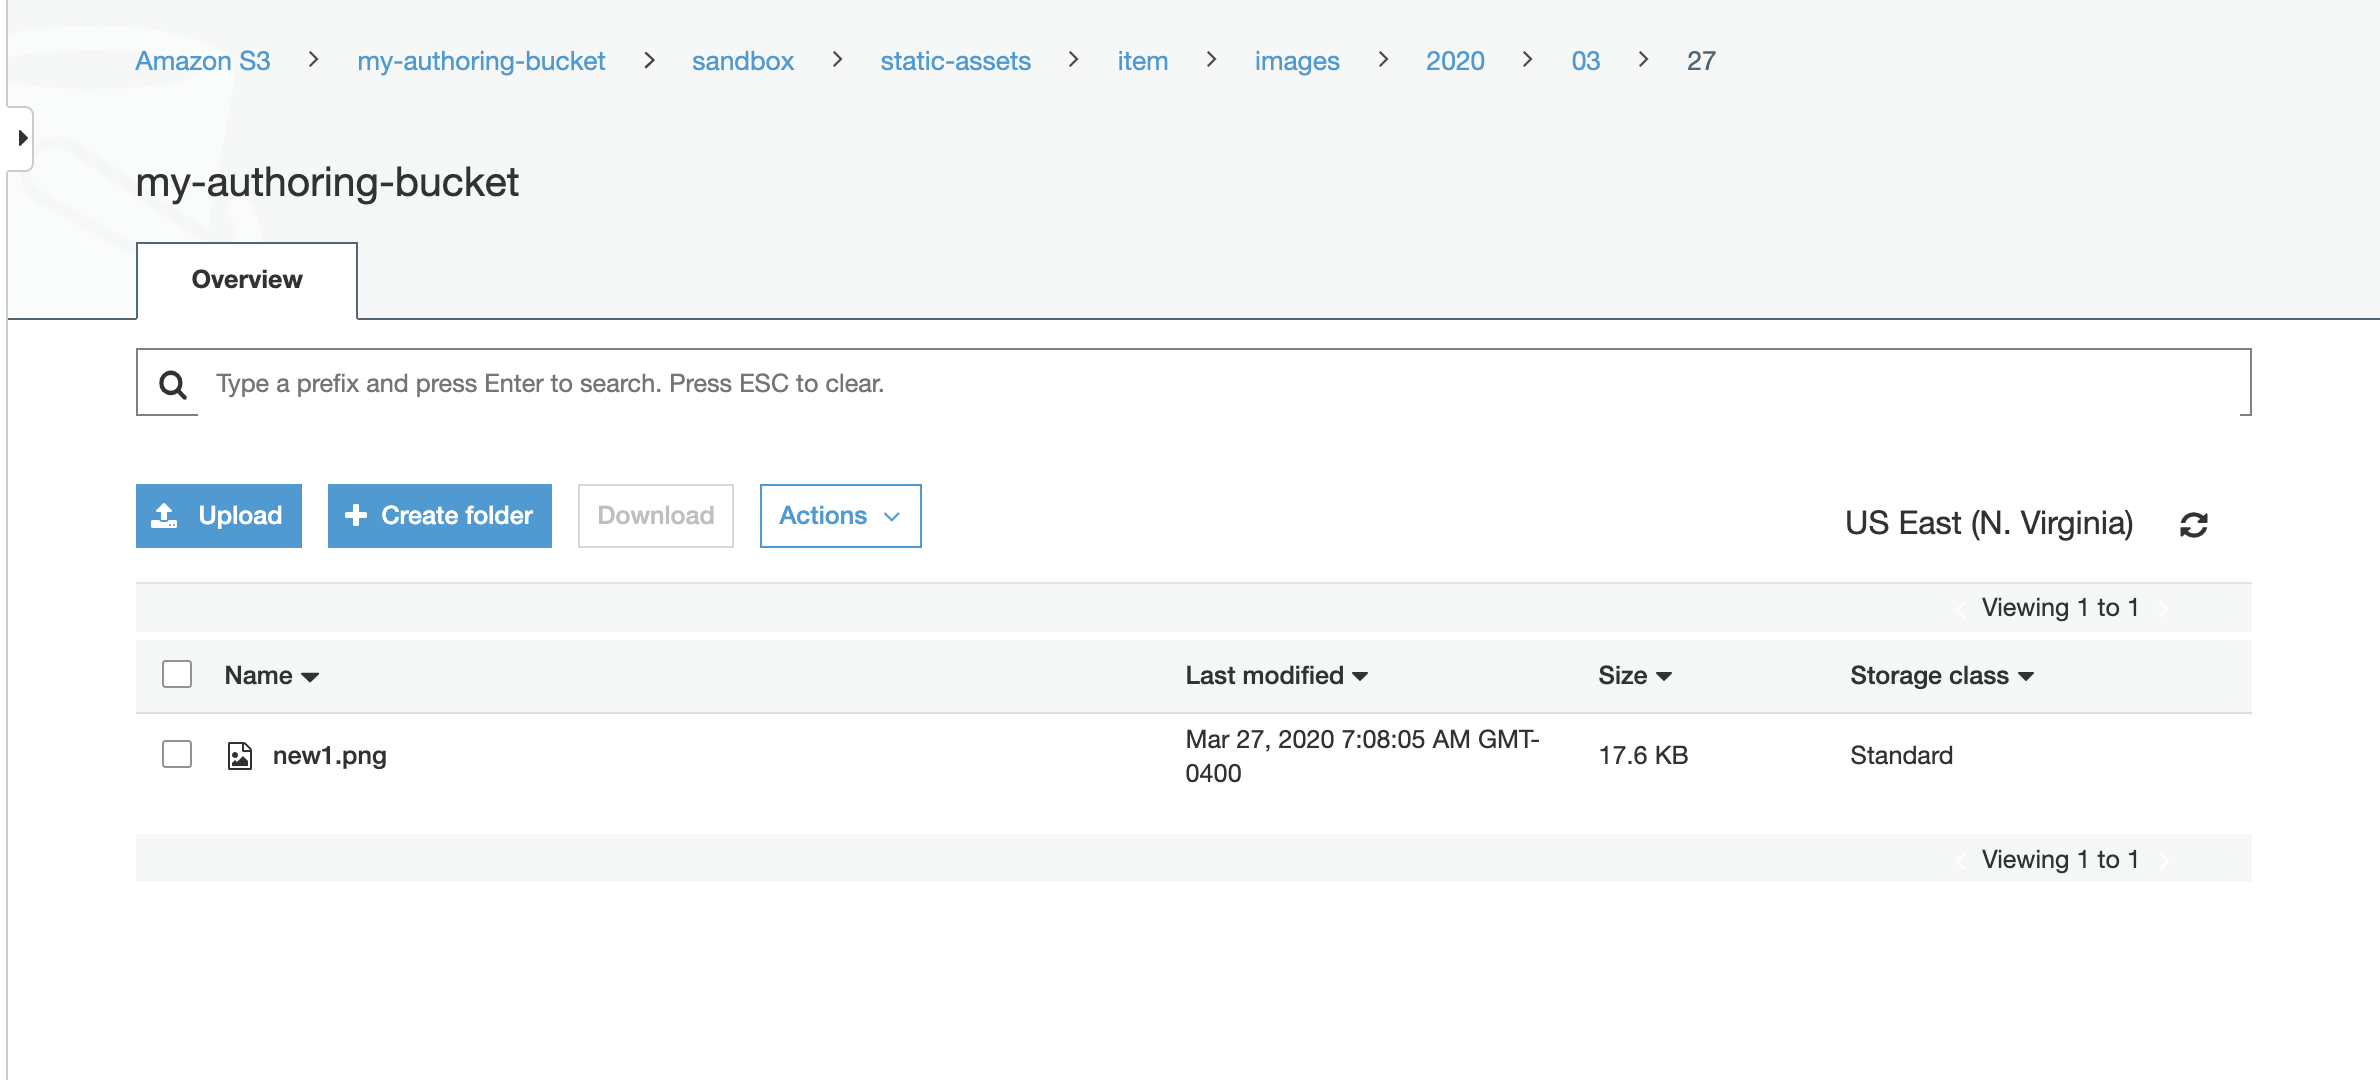 Amazon S3 > my-authoring-bucket > sandbox > static-assets > item > images > 2020 > 03 > 27
my-authoring-bucket
Overview
Type a prefix and press Enter to search. Press ESC to clear.
Upload Create folder Download Actions US East (N. Virginia)
Viewing 1 to 1
Name Last modified Size Storage class
new1.png Mar 27, 2020 7:08:05 AM GMT-
0400 17.6 KB Standard
Viewing 1 to 1